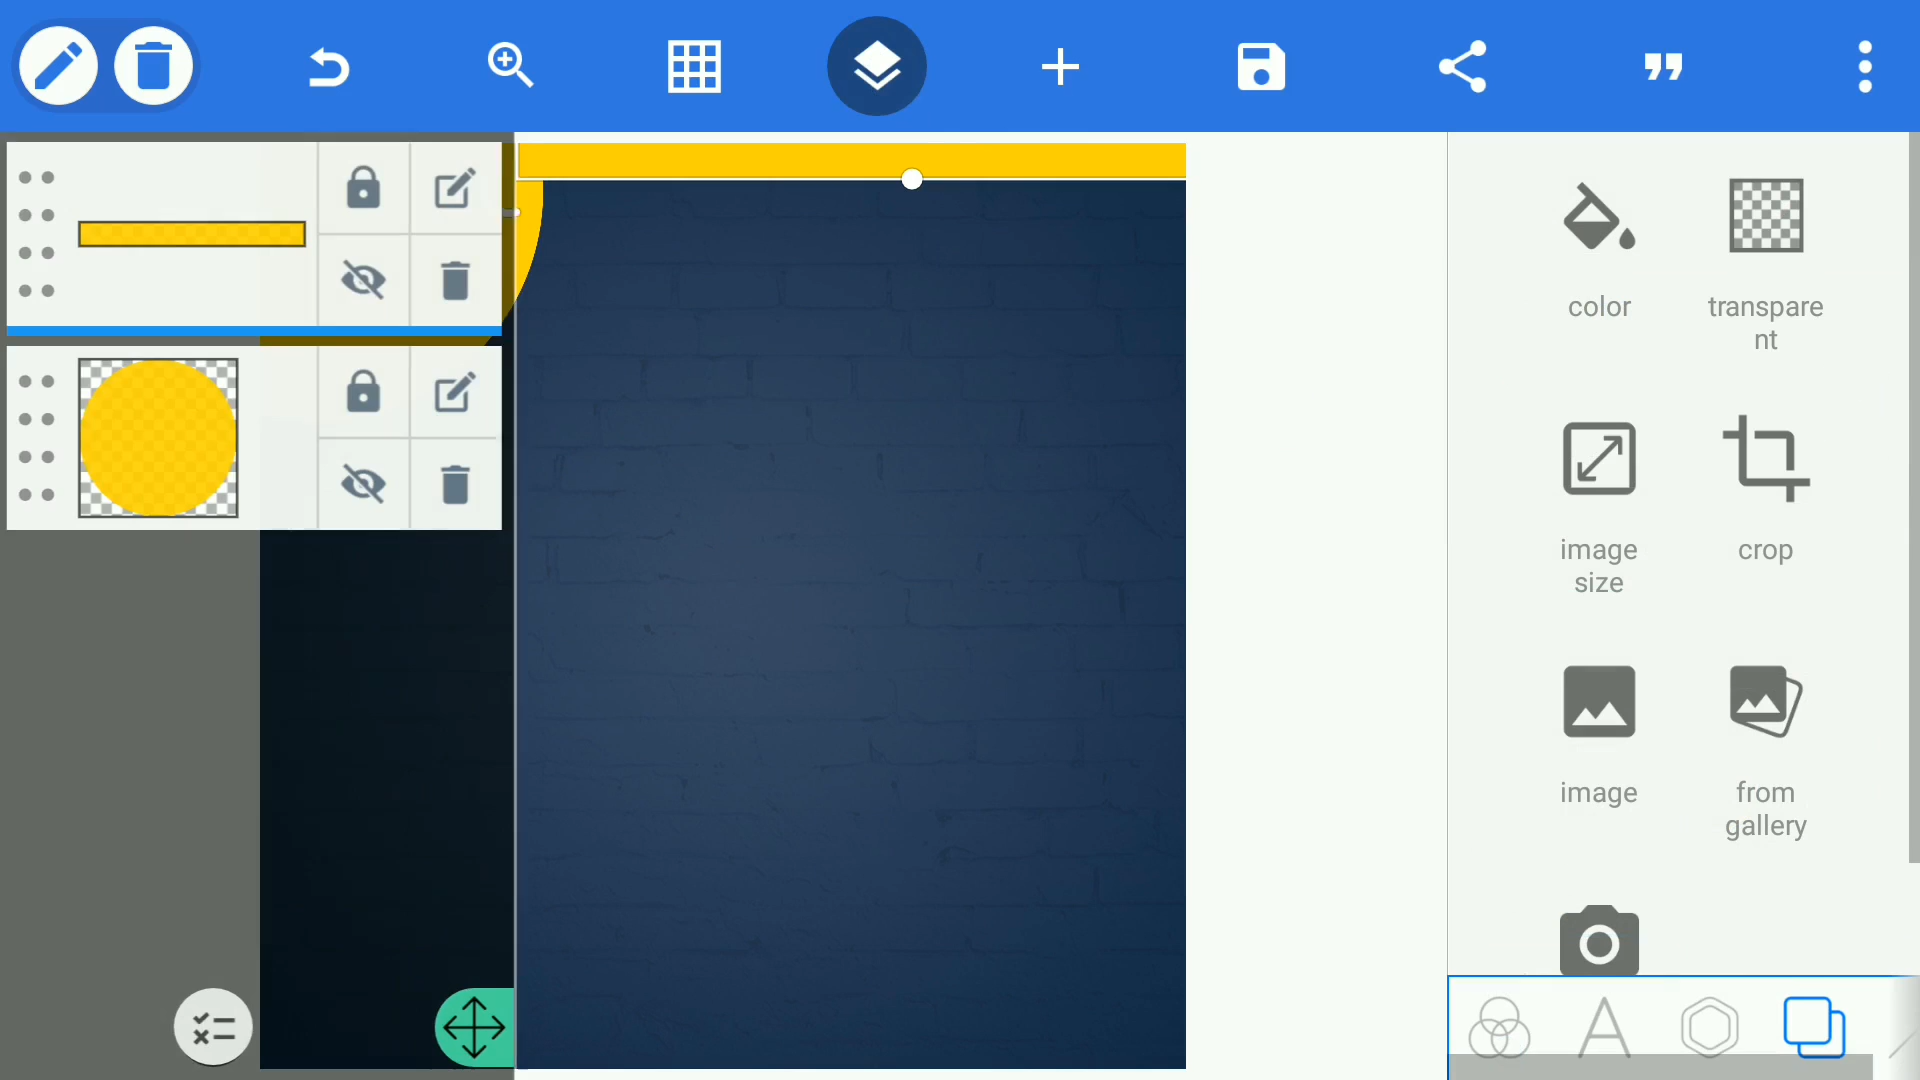 color
transpare
nt
image
size
crop
image
from
gallery